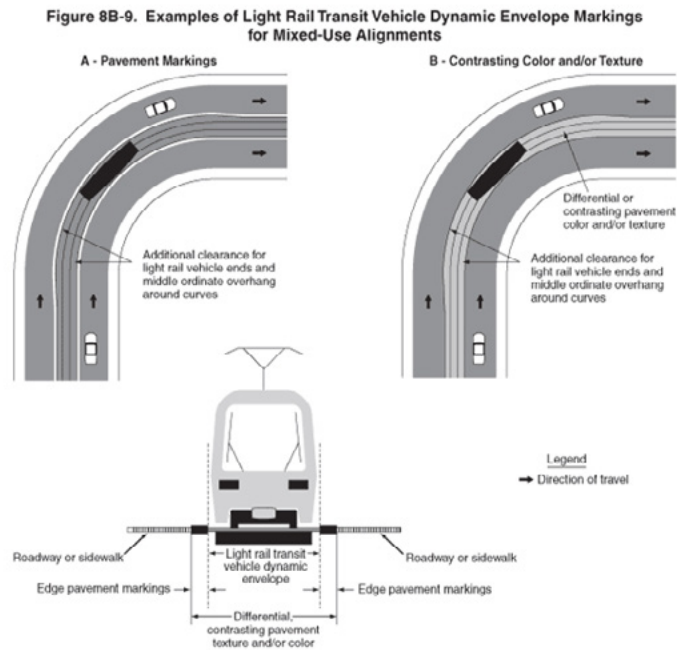 Figure 8B-9. Examples of Light Rail Transit Vehicle Dynamic Envelope Markings
for Mixed-Use Alignments
A - Pavement Markings
B - Contrasting Color and/or Texture
Differential or
contrasting pavement
color and/or texture
Additional clearance for
light rail vehicle ends and
middle ordinate overhang
around curves
Additional clearance for
light rail vehicle ends and
middle ordinate overhang
around curves
Legend
Direction of travel
Roadway or sidewalk
Light rail transit
vehicle dynamic
envelope
Roadway or sidewalk
Edge pavement markings
Edge pavement markings
Differential,
contrasting pavement
texture and/or color